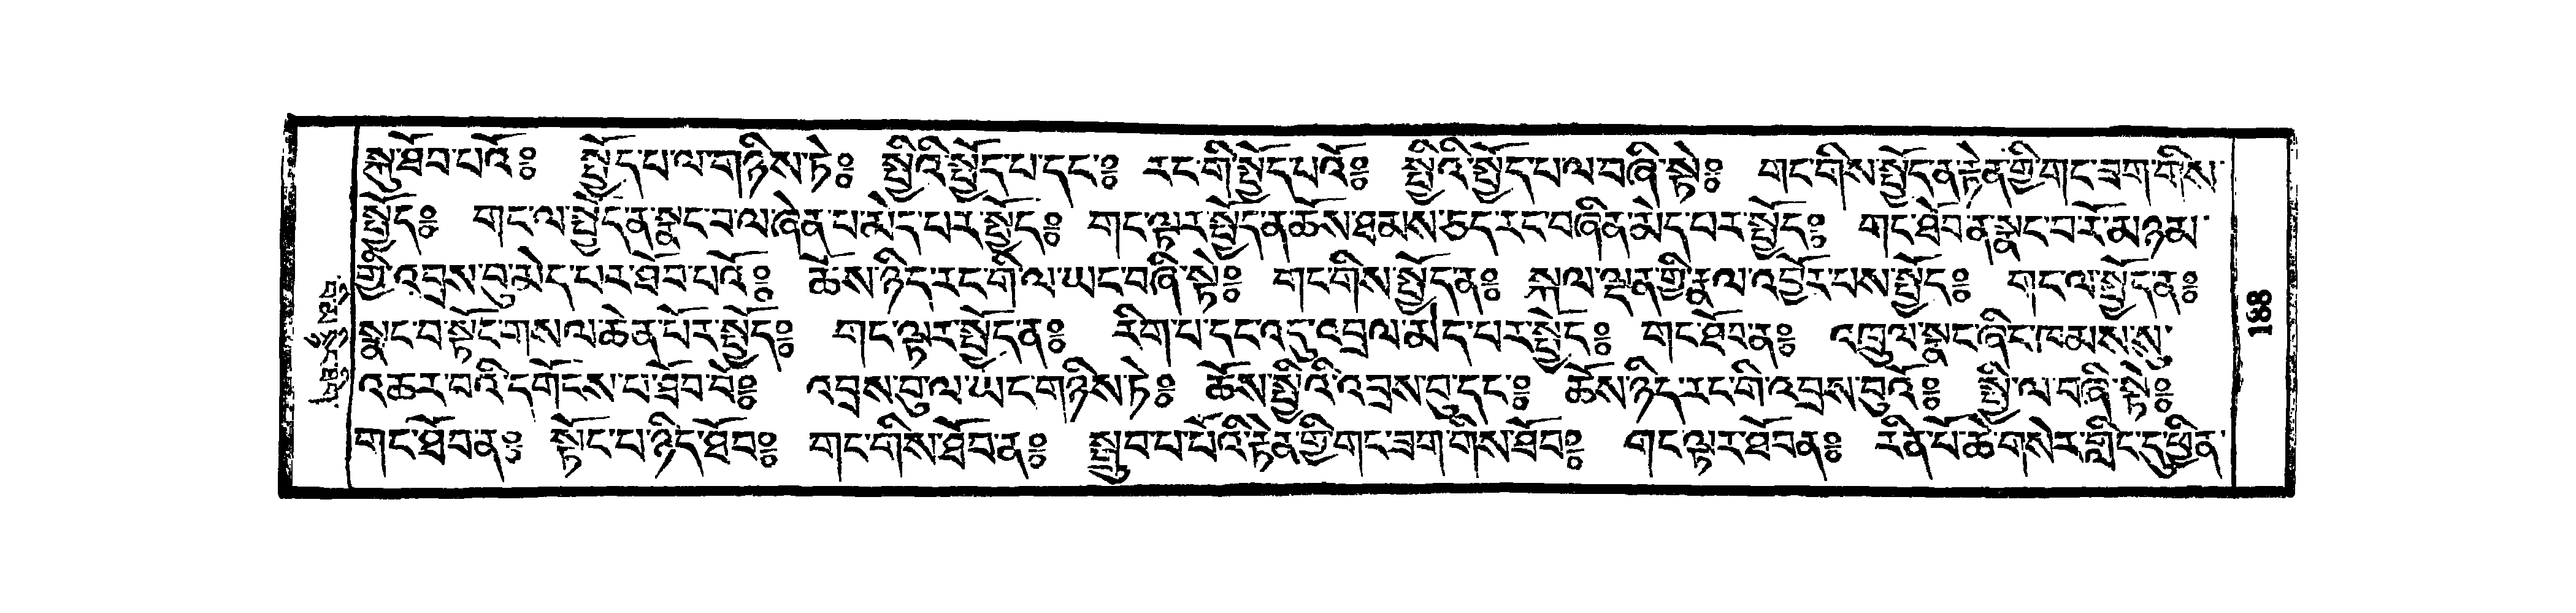 སྐུ་ཐོབ་པའོ༔ སྤྱོད་པ་ལ་གཉིས་ཏེ༔ སྤྱིའི་སྤྱོད་པ་དང་༔ རང་གི་སྤྱོད་པའོ༔ སྤྱིའི་སྤྱོད་པ་ལ་བཞི་སྟེ༔ གང་གིས་སྤྱོད་ན་རྟེན་གྱི་གང་ཟག་གིས་
སྤྱོད༔ གང་ལ་སྤྱོད་ན་སྣང་བ་ལ་ཞེན་པ་མེད་པར་སྤྱོད༔ གང་ལྟར་སྤྱོད་ན་ཆོས་ཐམས་ཅད་རང་བཞིན་མེད་པར་སྤྱོད༔ གང་ཐོབ་ན་སྣང་བ་རོ་མཉམ་
གྱི་འབྲས་བུ་མེད་པར་ཐོབ་པའོ༔ ཆོས་ཉིད་རང་གི་ལ་ཡང་བཞི་སྟེ༔ གང་གིས་སྤྱོད་ན༔ སྐལ་ལྡན་གྱི་རྣལ་འབྱོར་པས་སྤྱོད༔ གང་ལ་སྤྱོད་ན༔
སྣང་བ་སྟོང་གསལ་ཆེན་པོར་སྤྱོད༔ གང་ལྟར་སྤྱོད་ན༔ རིག་པ་དང་འདུ་འབྲལ་མེད་པར་སྤྱོད༔ གང་ཐོབ་ན༔ འཁྲུལ་སྣང་ཞིང་ཁམས་སུ་
འཆར་བའི་དགོངས་པ་ཐོབ་པོ༔ འབྲས་བུ་ལ་ཡང་གཉིས་ཏེ༔ ཆོས་སྤྱིའི་འབྲས་བུ་དང་༔ ཆོས་ཉིད་རང་གི་འབྲས་བུའོ༔ སྤྱི་ལ་བཞི་སྟེ༔
གང་ཐོབ་ན༔ སྟོང་པ་ཉིད་ཐོབ༔ གང་གིས་ཐོབ་ན༔ སྒྲུབ་པ་པོའི་རྟེན་གྱི་གང་ཟག་གིས་ཐོབ༔ གང་ལྟར་ཐོབ་ན༔ རིན་པོ་ཆེ་གསེར་གླིང་དུ་ཕྱིན་
188